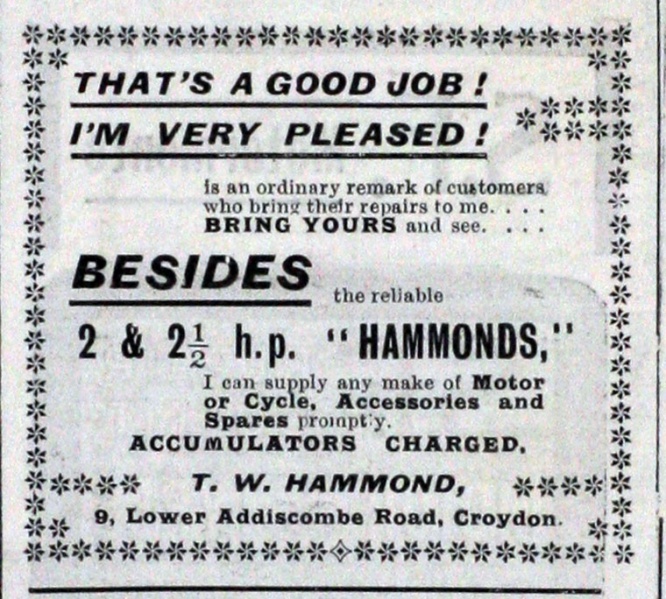 THAT'S A GOOD JOB!
I'M VERY PLEASED!
is an ordinary remark of customers
who bring their repairs to me. . . .
BRING YOURS and see. . . .
BESIDES the reliable
2 & 2½ h.p. "HAMMONDS,"
I can supply any make of Motor
or Cycle, Accessories and
Spares promptly.
ACCUMULATORS CHARGED.
T. W. HAMMOND,
9, Lower Addiscombe Road, Croydon.